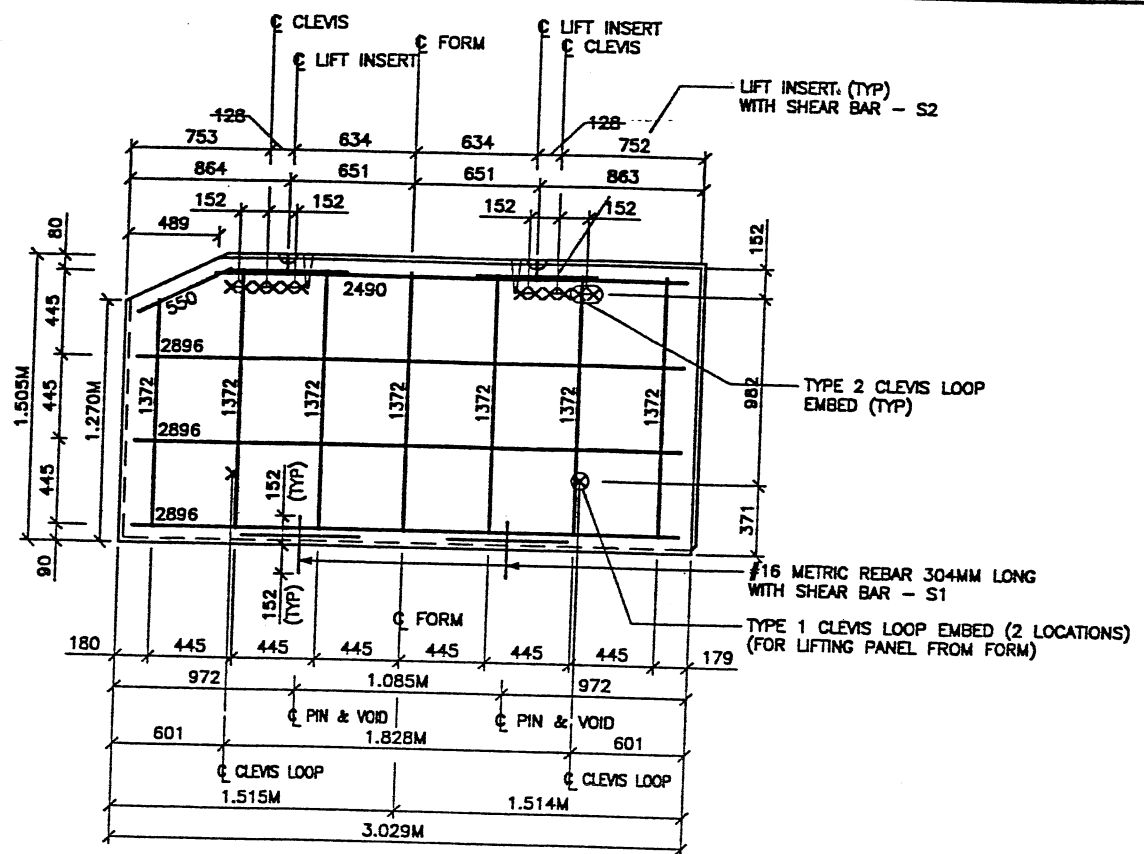 ℄ CLEVIS
℄ LIFT INSERT
℄ FORM
℄ LIFT INSERT
℄ CLEVIS
LIFT INSERT. (TYP)
WITH SHEAR BAR – S2
128
128
753
634
634
752
864
651
651
863
152
152
152
152
489
80
152
550
2490
445
2896
1.505M
445
1.270M
1372
1372
1372
1372
1372
1372
1372
982
TYPE 2 CLEVIS LOOP
EMBED (TYP)
2896
445
152
(TYP)
2896
371
90
152
(TYP)
#16 METRIC REBAR 304MM LONG
WITH SHEAR BAR – S1
℄ FORM
TYPE 1 CLEVIS LOOP EMBED (2 LOCATIONS)
(FOR LIFTING PANEL FROM FORM)
180
445
445
445
445
445
445
179
972
1.085M
972
℄ PIN & VOID
℄ PIN & VOID
601
1.828M
601
℄ CLEVIS LOOP
℄ CLEVIS LOOP
1.515M
1.514M
3.029M